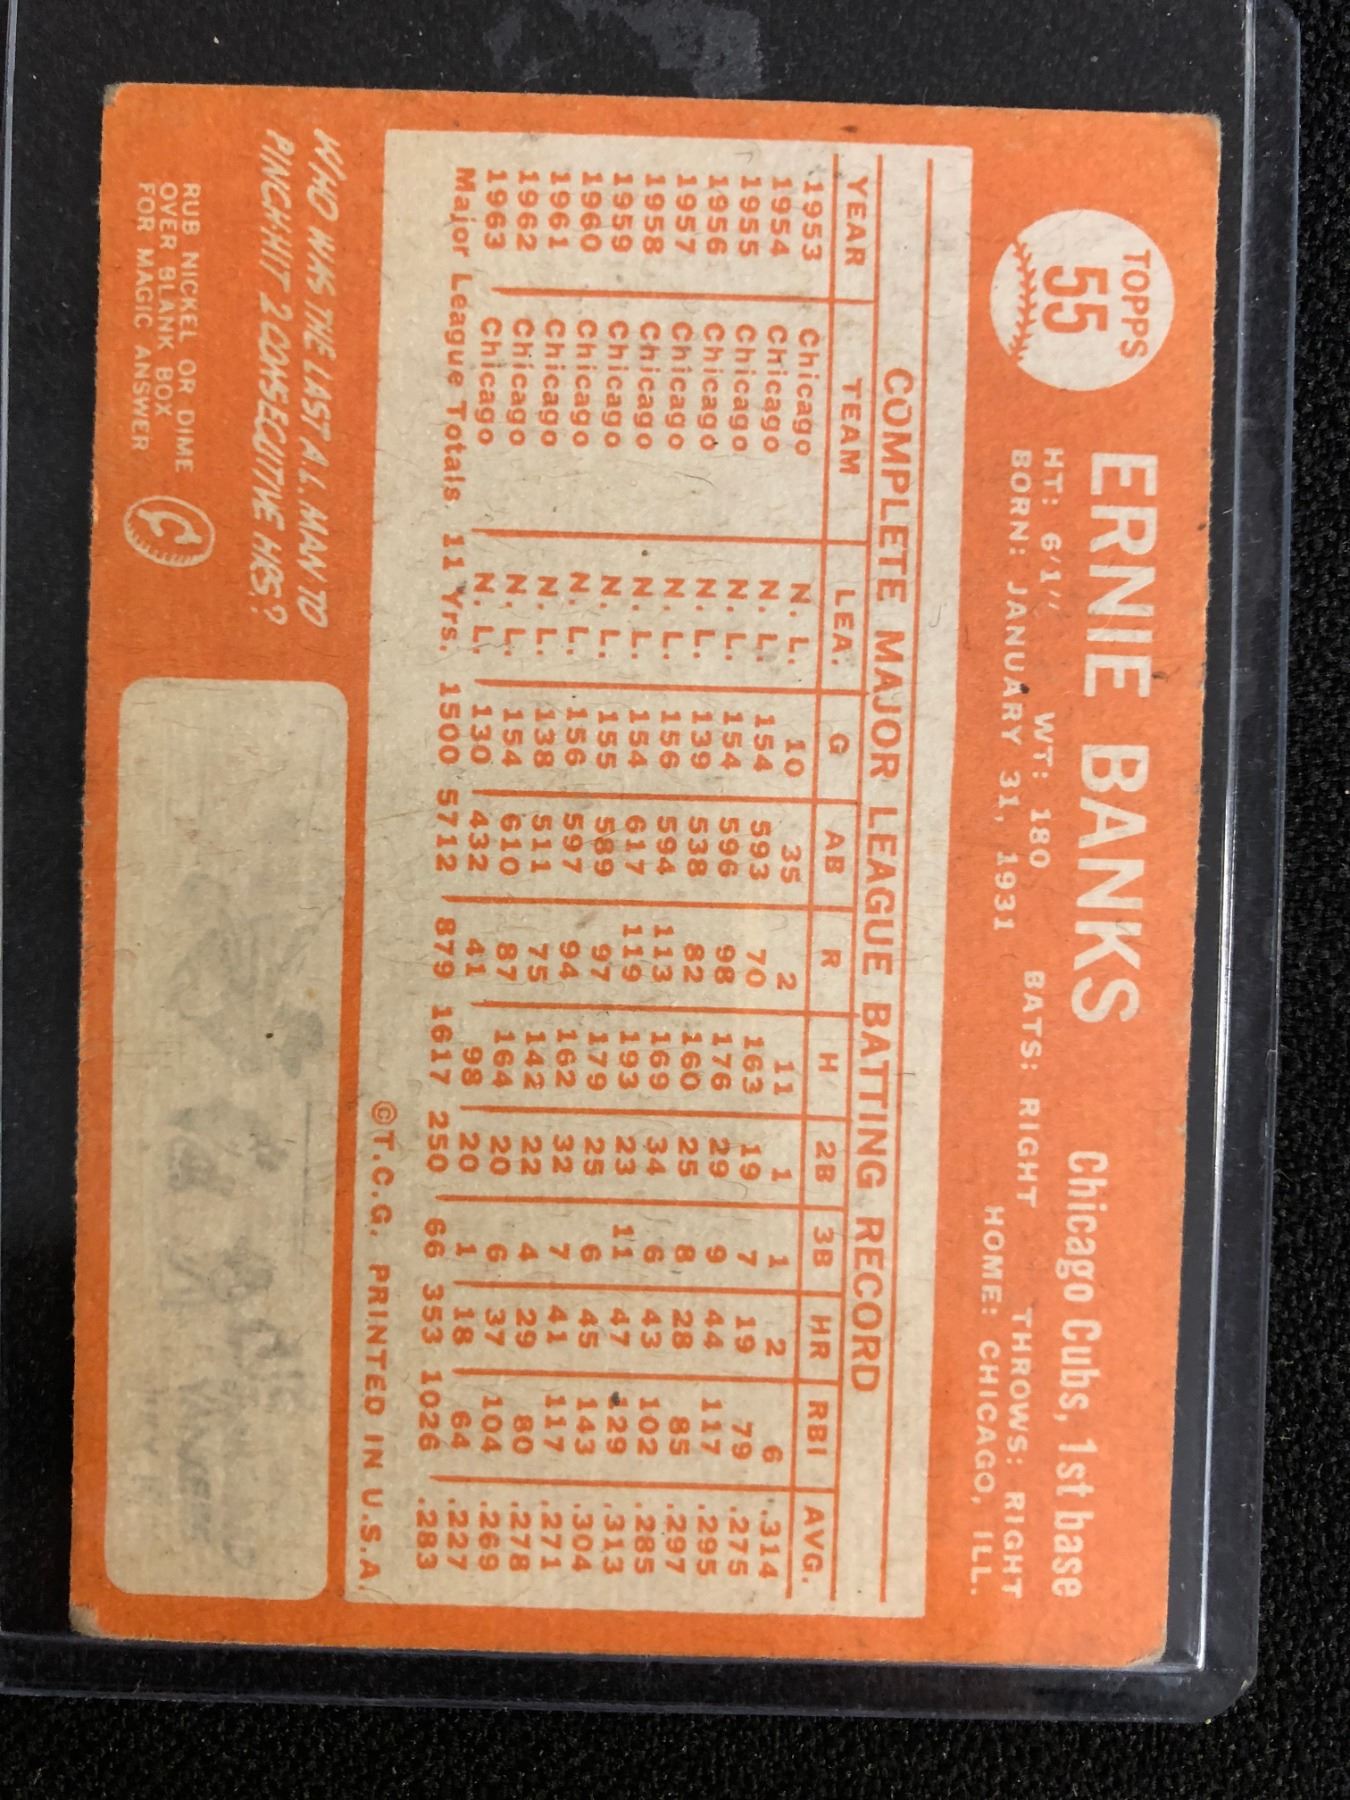 TOPPS
55
ERNIE BANKS Chicago Cubs, 1st base
HT: 6'1" WT: 180 BATS: RIGHT THROWS: RIGHT
BORN: JANUARY 31, 1931 HOME: CHICAGO, ILL.
COMPLETE MAJOR LEAGUE BATTING RECORD
YEAR TEAM LEA. G AB R H 2B 3B HR RBI AVG.
1953 Chicago N. L. 10 35 2 11 1 1 2 6 .314
1954 Chicago N. L. 154 593 70 163 19 7 19 79 .275
1955 Chicago N. L. 154 596 98 176 29 9 44 117 .295
1956 Chicago N. L. 139 538 82 160 25 8 28 85 .297
1957 Chicago N. L. 156 594 113 169 34 6 43 102 .285
1958 Chicago N. L. 154 617 119 193 23 11 47 129 .313
1959 Chicago N. L. 155 589 97 179 25 6 45 143 .304
1960 Chicago N. L. 156 597 94 162 32 7 41 117 .271
1961 Chicago N. L. 138 511 75 142 22 4 29 80 .278
1962 Chicago N. L. 154 610 87 164 20 6 37 104 .269
1963 Chicago N. L. 130 432 41 98 20 1 18 64 .227
Major League Totals 11 Yrs. 1500 5712 879 1617 250 66 353 1026 .283
©T.C.G. PRINTED IN U.S.A.
WHO WAS THE LAST A.L. MAN TO
PINCH-HIT 2 CONSECUTIVE HRS?
RUB NICKEL OR DIME
OVER BLANK BOX
FOR MAGIC ANSWER